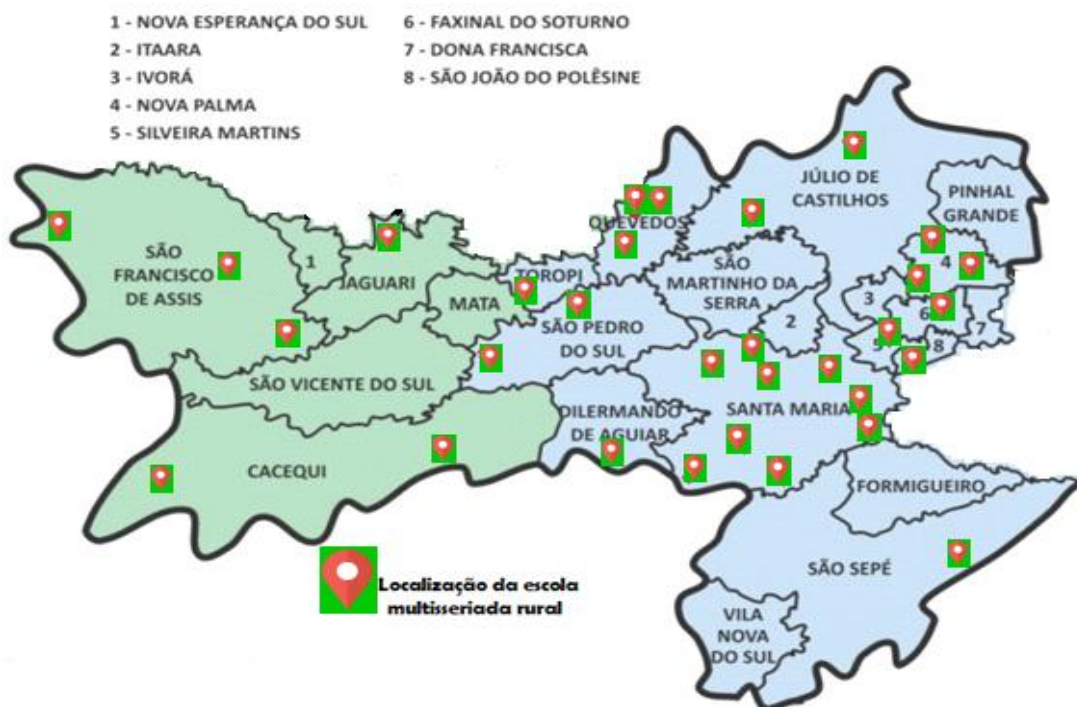 1 - NOVA ESPERANÇA DO SUL
2 - ITAARA
3 - IVORÁ
4 - NOVA PALMA
5 - SILVEIRA MARTINS
6 - FAXINAL DO SOTURNO
7 - DONA FRANCISCA
8 - SÃO JOÃO DO POLÊSINE
JÚLIO DE
CASTILHOS
PINHAL
GRANDE
QUEVEDOS
SÃO
FRANCISCO
DE ASSIS
1
JAGUARI
TOROPI
MATA
SÃO
MARTINHO DA
SERRA
4
3
2
6
7
5
8
SÃO PEDRO
DO SUL
SÃO VICENTE DO SUL
DILERMANDO
DE AGUIAR
SANTA MARIA
CACEQUI
FORMIGUEIRO
SÃO SEPÉ
VILA
NOVA
DO SUL
Localização da escola
multisseriada rural